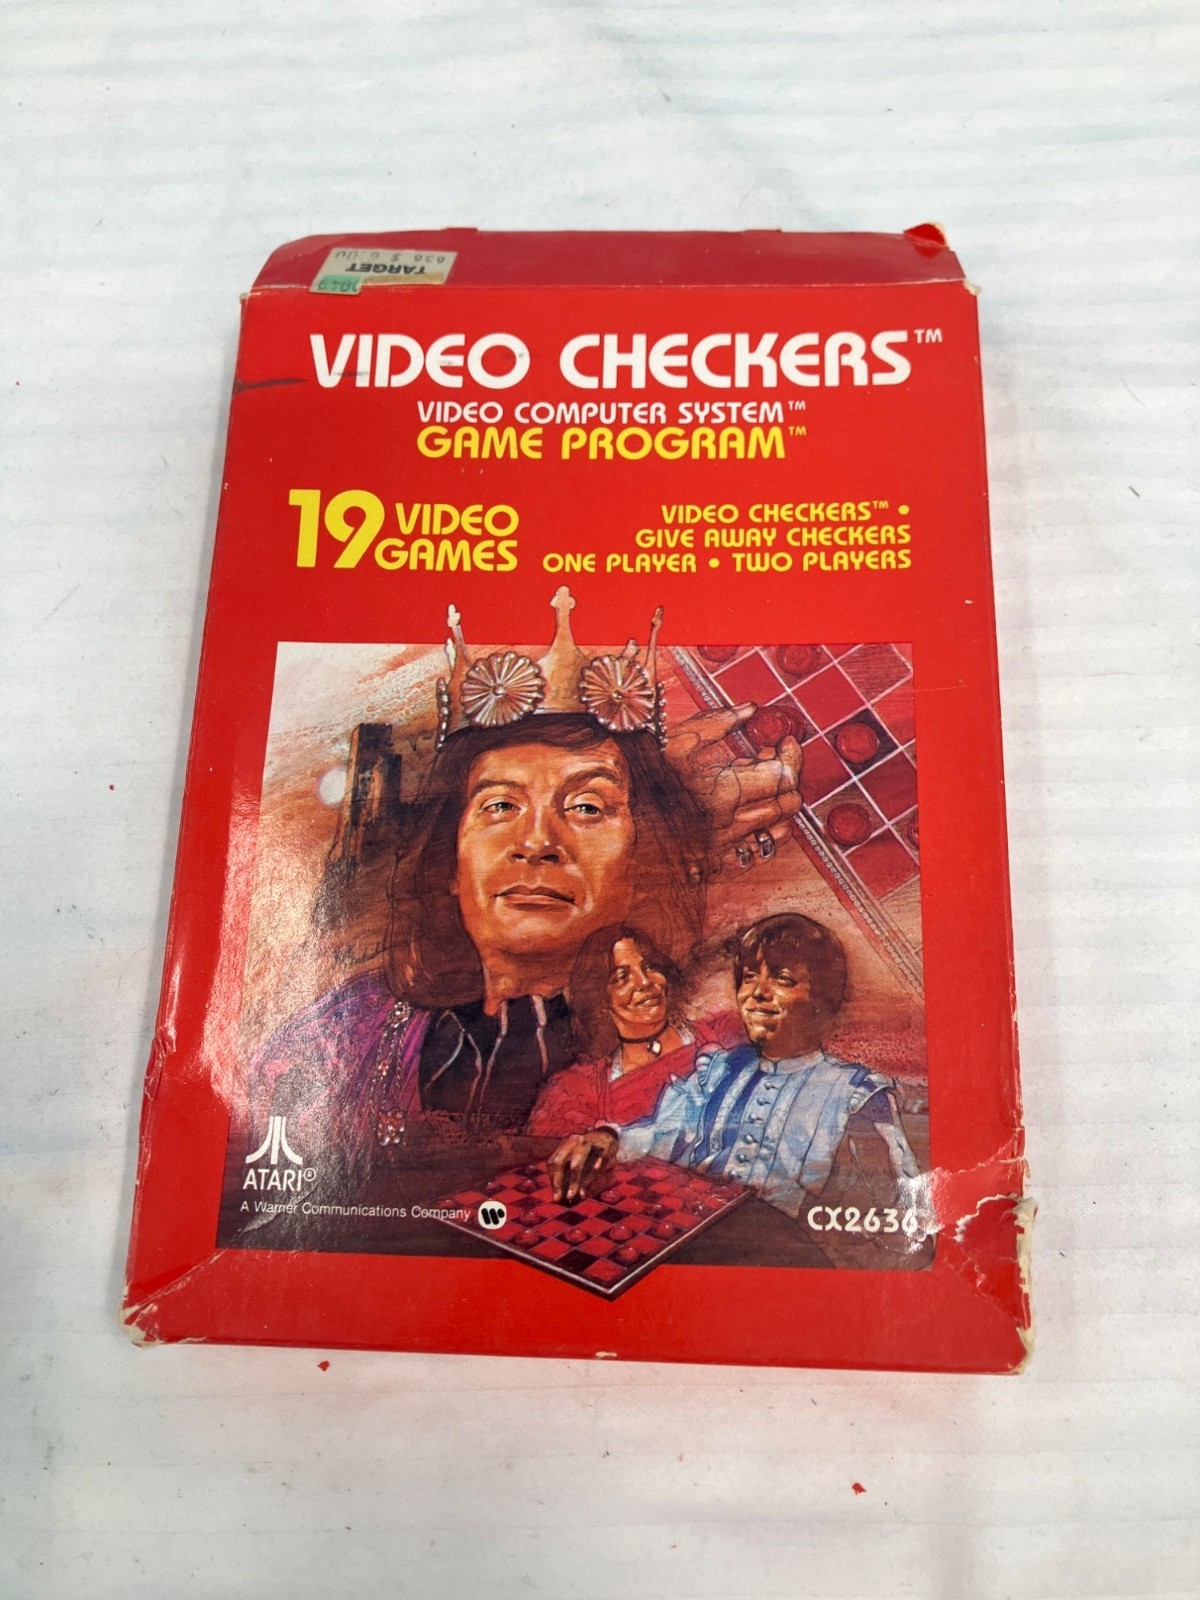 TARGET
VIDEO CHECKERS™
VIDEO COMPUTER SYSTEM™
GAME PROGRAM™
19 VIDEO GAMES
VIDEO CHECKERS™ •
GIVE AWAY CHECKERS
ONE PLAYER • TWO PLAYERS
ATARI®
A Warner Communications Company
CX2636